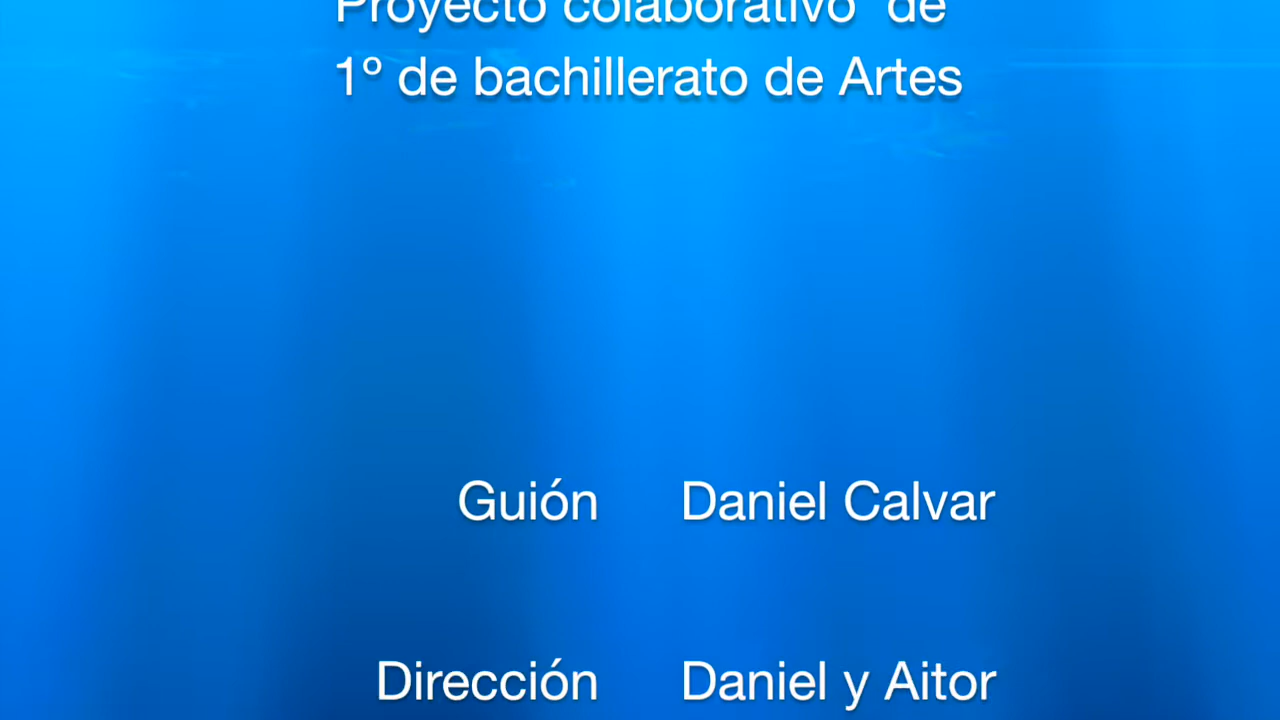 Proyecto colaborativo de
1º de bachillerato de Artes
Guión Daniel Calvar
Dirección Daniel y Aitor